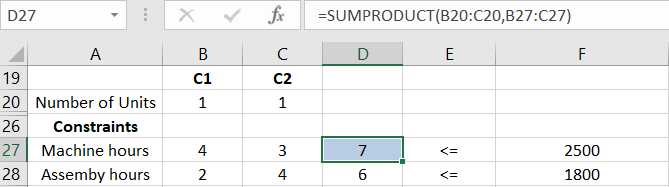 D27 fx =SUMPRODUCT(B20:C20,B27:C27)
A B C D E F
19 C1 C2
20 Number of Units 1 1
26 Constraints
27 Machine hours 4 3 7 <= 2500
28 Assemby hours 2 4 6 <= 1800